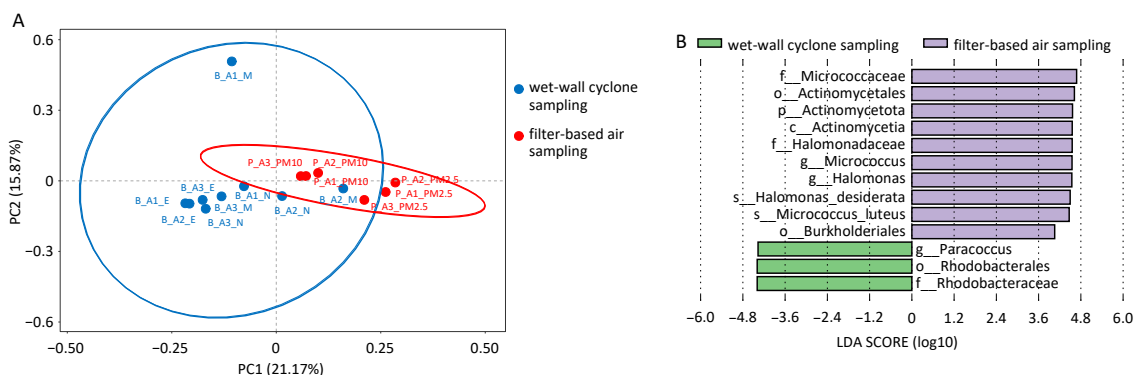 A
0.6
0.3
0
−0.3
−0.6
PC2 (15.87%)
B_A1_M
P_A3_PM10
P_A2_PM10
P_A1_PM10
P_A2_PM2.5
P_A1_PM2.5
P_A3_PM2.5
B_A3_E
B_A1_E
B_A1_N
B_A2_M
B_A3_M
B_A2_N
B_A2_E
B_A3_N
−0.50
−0.25
0
0.25
0.50
PC1 (21.17%)
wet-wall cyclone
sampling
filter-based air
sampling
B
wet-wall cyclone sampling
filter-based air sampling
f__Micrococcaceae
o__Actinomycetales
p__Actinomycetota
c__Actinomycetia
f__Halomonadaceae
g__Micrococcus
g__Halomonas
s__Halomonas_desiderata
s__Micrococcus_luteus
o__Burkholderiales
g__Paracoccus
o__Rhodobacterales
f__Rhodobacteraceae
−6.0 −4.8 −3.6 −2.4 −1.2 0 1.2 2.4 3.6 4.8 6.0
LDA SCORE (log10)